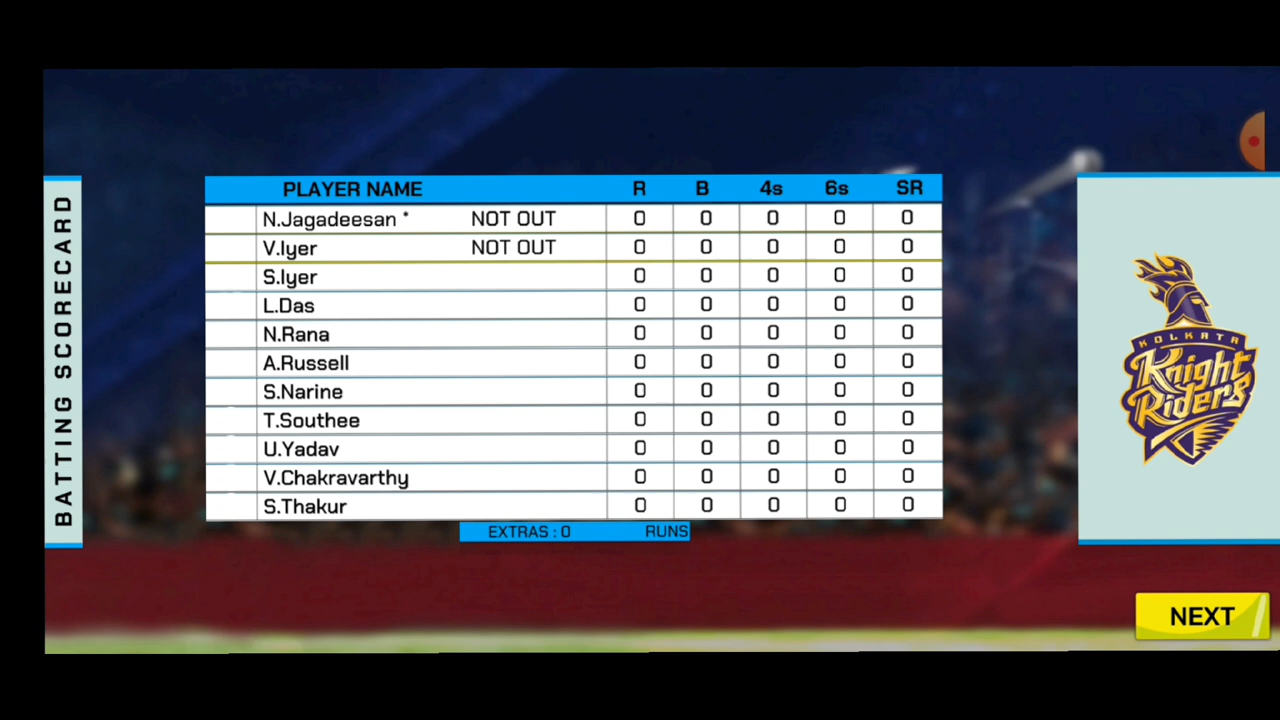 BATTING SCORECARD
PLAYER NAME R B 4s 6s SR
N.Jagadeesan * NOT OUT 0 0 0 0 0
V.Iyer NOT OUT 0 0 0 0 0
S.Iyer 0 0 0 0 0
L.Das 0 0 0 0 0
N.Rana 0 0 0 0 0
A.Russell 0 0 0 0 0
S.Narine 0 0 0 0 0
T.Southee 0 0 0 0 0
U.Yadav 0 0 0 0 0
V.Chakravarthy 0 0 0 0 0
S.Thakur 0 0 0 0 0
EXTRAS : 0 RUNS
KOLKATA
Knight
Riders
NEXT